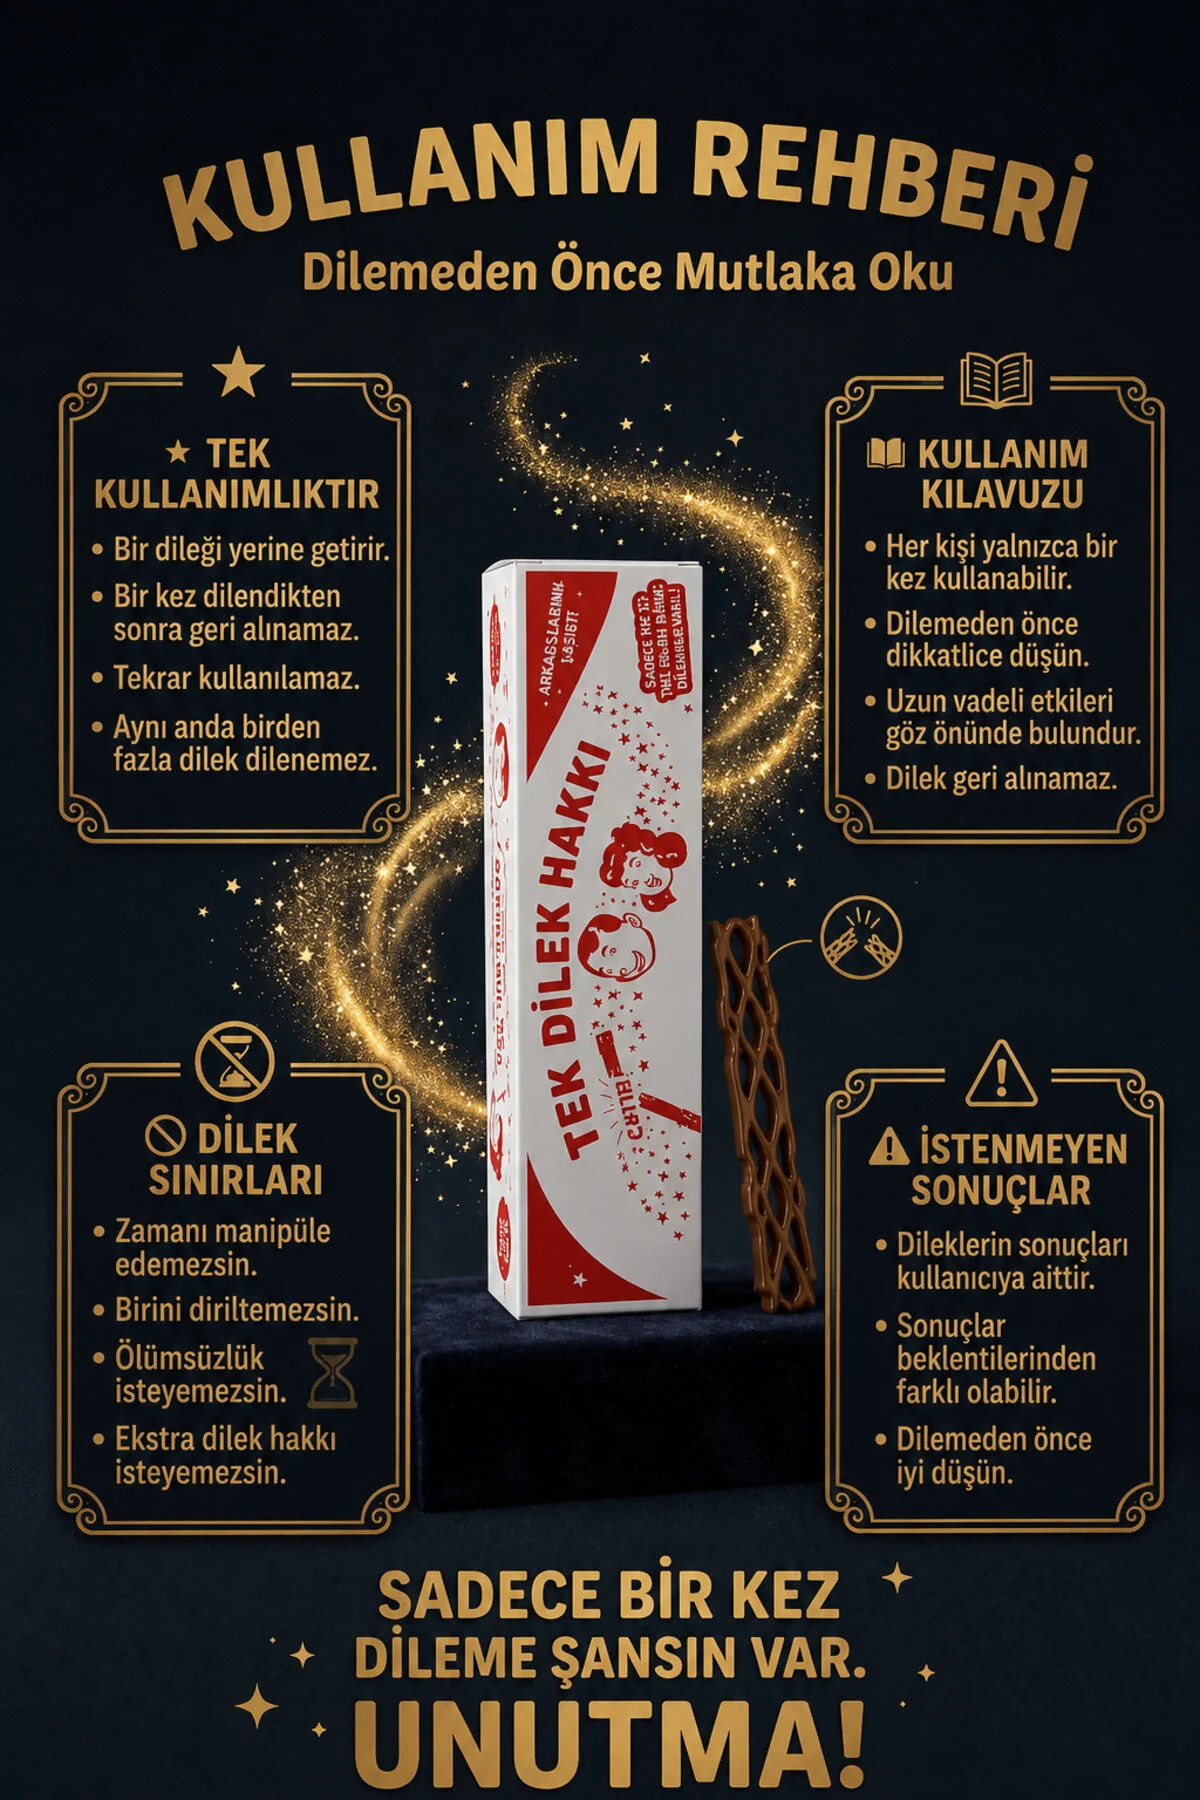 KULLANIM REHBERİ
Dilemeden Önce Mutlaka Oku
TEK
KULLANIMLIKTIR
• Bir dileği yerine getirir.
• Bir kez dilendikten
sonra geri alınamaz.
• Tekrar kullanılamaz.
• Aynı anda birden
fazla dilek dilenemez.
KULLANIM
KILAVUZU
• Her kişi yalnızca bir
kez kullanabilir.
• Dilemeden önce
dikkatlice düşün.
• Uzun vadeli etkileri
göz önünde bulundur.
• Dilek geri alınamaz.
TEK DİLEK HAKKI
DİLEK
SINIRLARI
• Zamanı manipüle
edemezsin.
• Birini diriltemezsin.
• Ölümsüzlük
isteyemezsin.
• Ekstra dilek hakkı
isteyemezsin.
İSTENMEYEN
SONUÇLAR
• Dileklerin sonuçları
kullanıcıya aittir.
• Sonuçlar
beklentilerinden
farklı olabilir.
• Dilemeden önce
iyi düşün.
SADECE BİR KEZ
DİLEME ŞANSIN VAR.
UNUTMA!